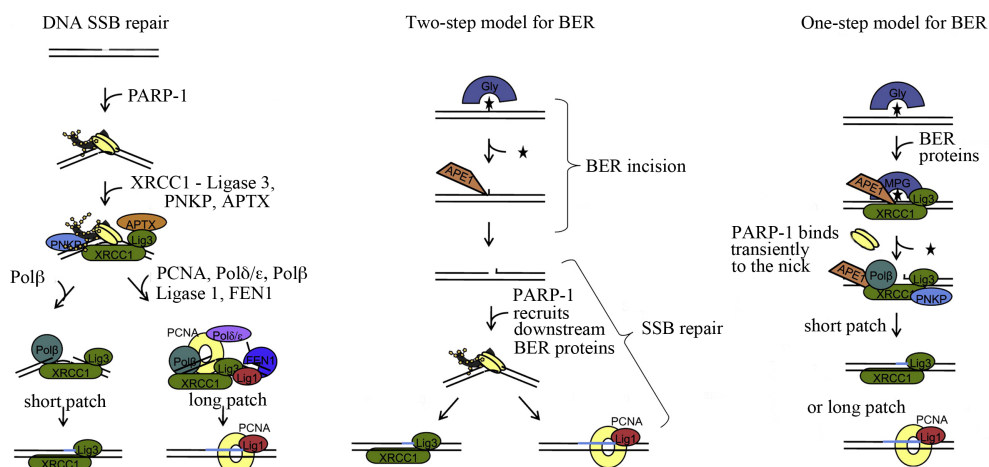 DNA SSB repair
PARP-1
XRCC1 - Ligase 3,
PNKP, APTX
APTX
PNKP
Lig3
XRCC1
Polβ
PCNA, Polδ/ε, Polβ
Ligase 1, FEN1
Polβ
Lig3
XRCC1
PCNA
Polδ/ε
Polβ
FEN1
Lig3
Lig1
XRCC1
short patch
long patch
Lig3
XRCC1
PCNA
Lig1
Two-step model for BER
Gly
APE1
BER incision
PARP-1
recruits
downstream
BER proteins
SSB repair
Lig3
XRCC1
PCNA
Lig1
One-step model for BER
Gly
BER
proteins
APE1
MPG
Lig3
XRCC1
PARP-1 binds
transiently
to the nick
APE1
Polβ
Lig3
XRCC1
PNKP
short patch
Lig3
XRCC1
or long patch
PCNA
Lig1